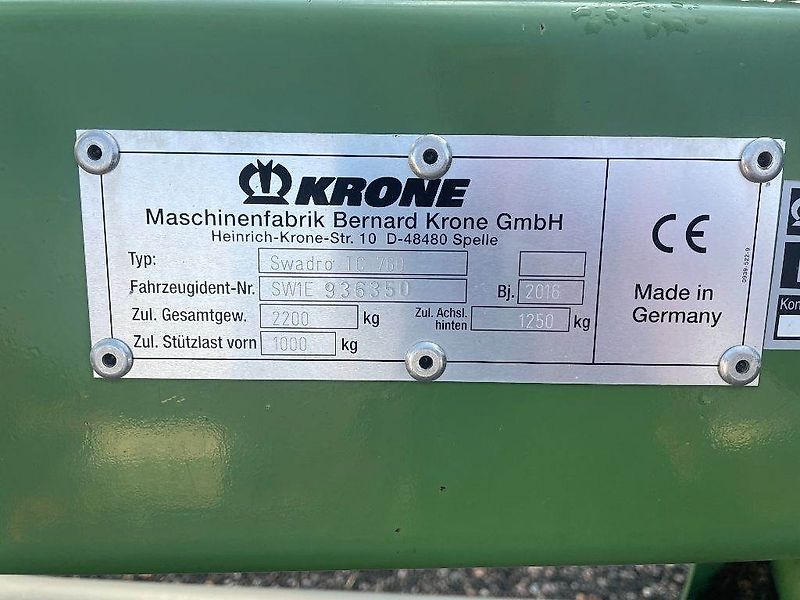 KRONE
Maschinenfabrik Bernard Krone GmbH
Heinrich-Krone-Str. 10 D-48480 Spelle
Typ: Swadro TC 760
Fahrzeugident-Nr. SW1E 936350 Bj. 2016
Zul. Gesamtgew. 2200 kg Zul. Achsl. hinten 1250 kg
Zul. Stützlast vorn 1000 kg
CE
Made in
Germany
Kon